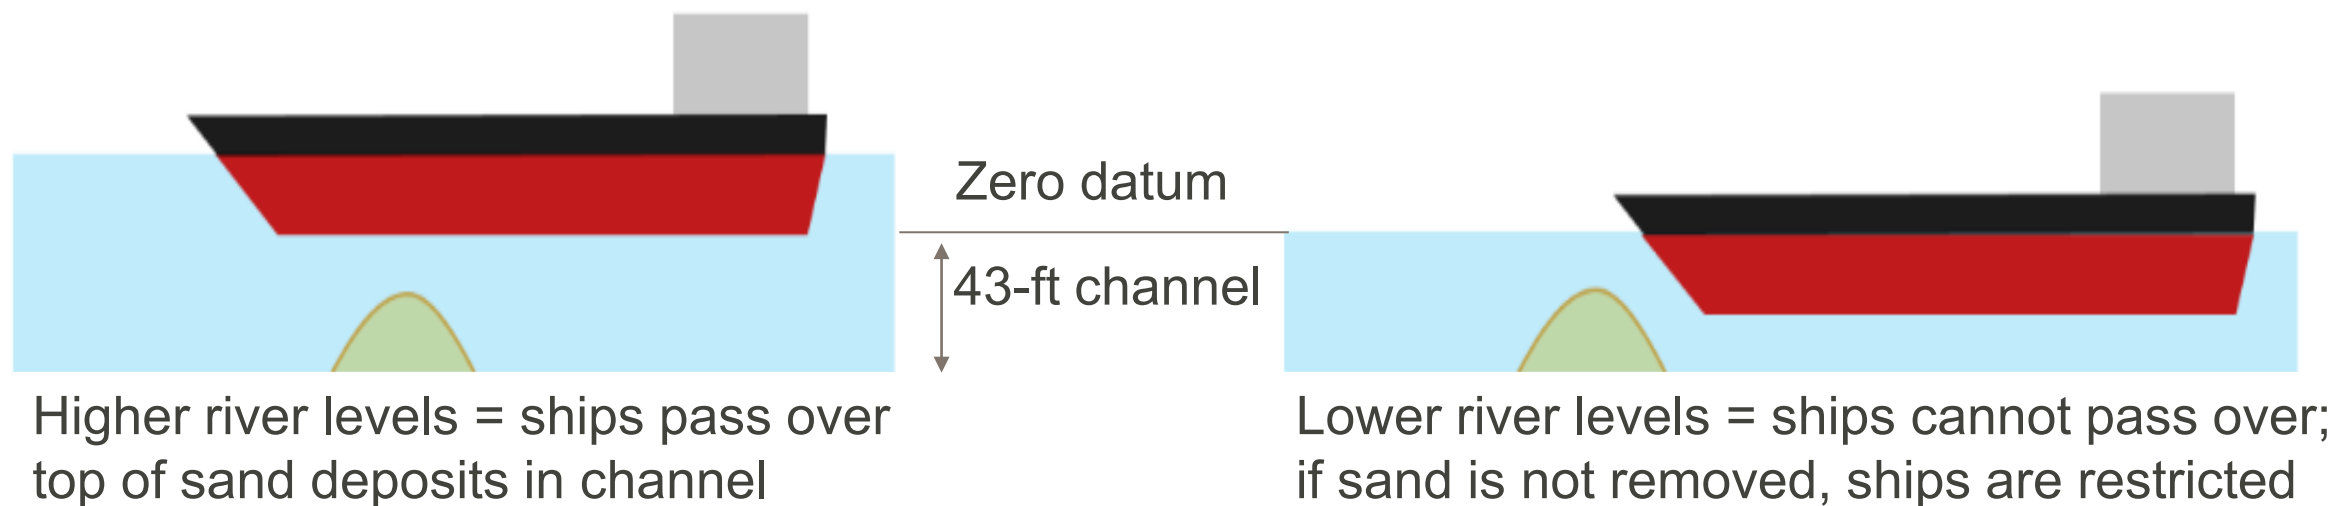 Zero datum
43-ft channel
Higher river levels = ships pass over
top of sand deposits in channel
Lower river levels = ships cannot pass over;
if sand is not removed, ships are restricted